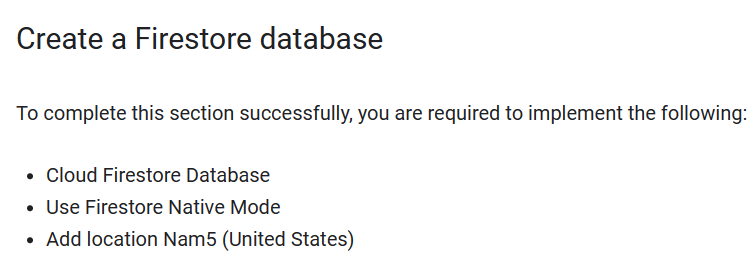 Create a Firestore database
To complete this section successfully, you are required to implement the following:
• Cloud Firestore Database
• Use Firestore Native Mode
• Add location Nam5 (United States)